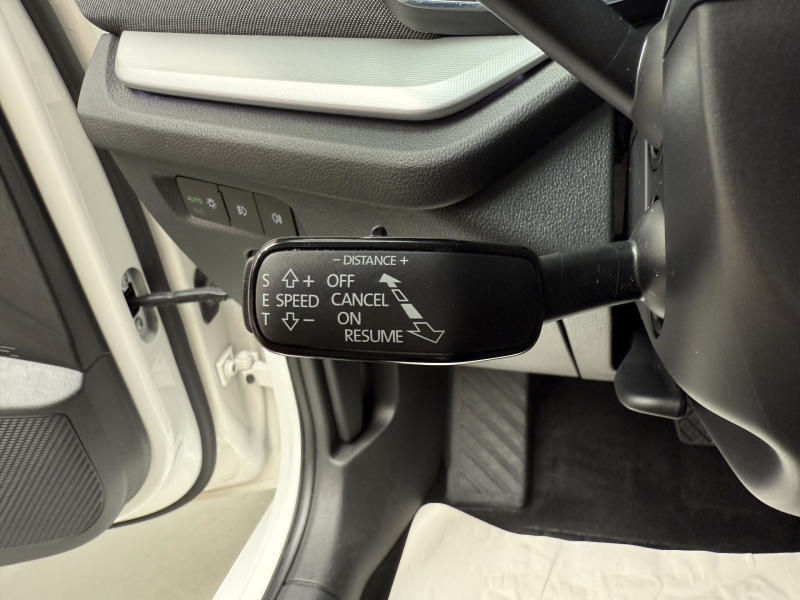 AUTO
− DISTANCE +
S + OFF
E SPEED CANCEL
T − ON
RESUME